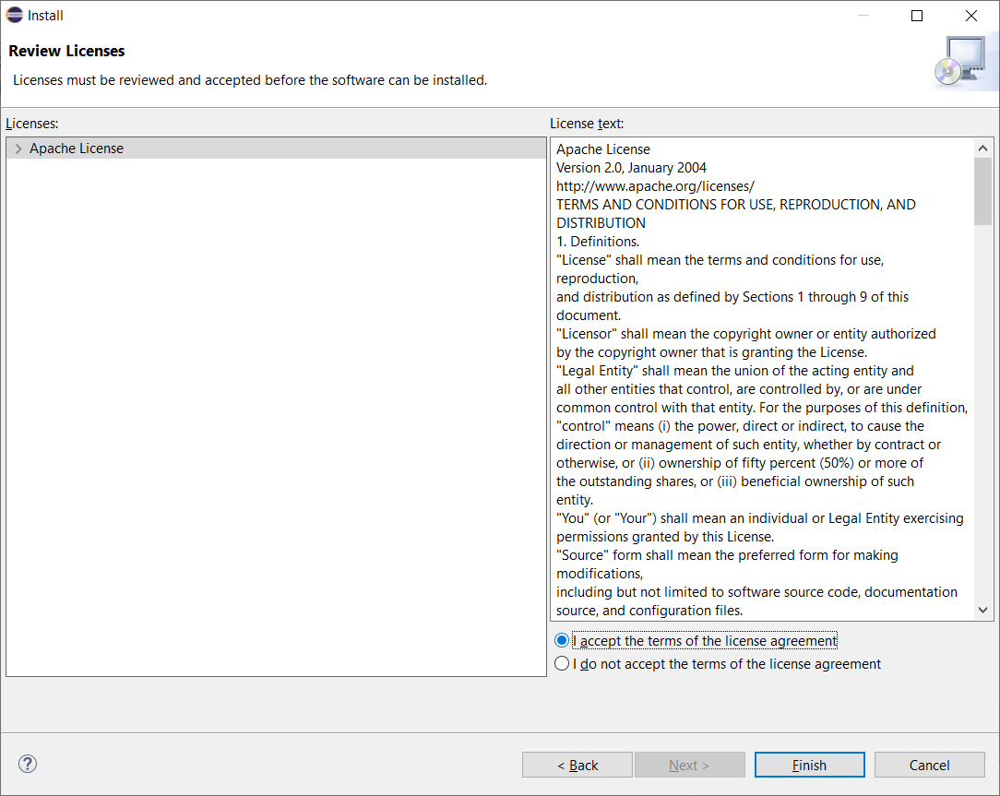 Install
Review Licenses
Licenses must be reviewed and accepted before the software can be installed.
Licenses:
Apache License
License text:
Apache License
Version 2.0, January 2004
http://www.apache.org/licenses/
TERMS AND CONDITIONS FOR USE, REPRODUCTION, AND
DISTRIBUTION
1. Definitions.
"License" shall mean the terms and conditions for use,
reproduction,
and distribution as defined by Sections 1 through 9 of this
document.
"Licensor" shall mean the copyright owner or entity authorized
by the copyright owner that is granting the License.
"Legal Entity" shall mean the union of the acting entity and
all other entities that control, are controlled by, or are under
common control with that entity. For the purposes of this definition,
"control" means (i) the power, direct or indirect, to cause the
direction or management of such entity, whether by contract or
otherwise, or (ii) ownership of fifty percent (50%) or more of
the outstanding shares, or (iii) beneficial ownership of such
entity.
"You" (or "Your") shall mean an individual or Legal Entity exercising
permissions granted by this License.
"Source" form shall mean the preferred form for making
modifications,
including but not limited to software source code, documentation
source, and configuration files.
I accept the terms of the license agreement
I do not accept the terms of the license agreement
?
< Back
Next >
Finish
Cancel